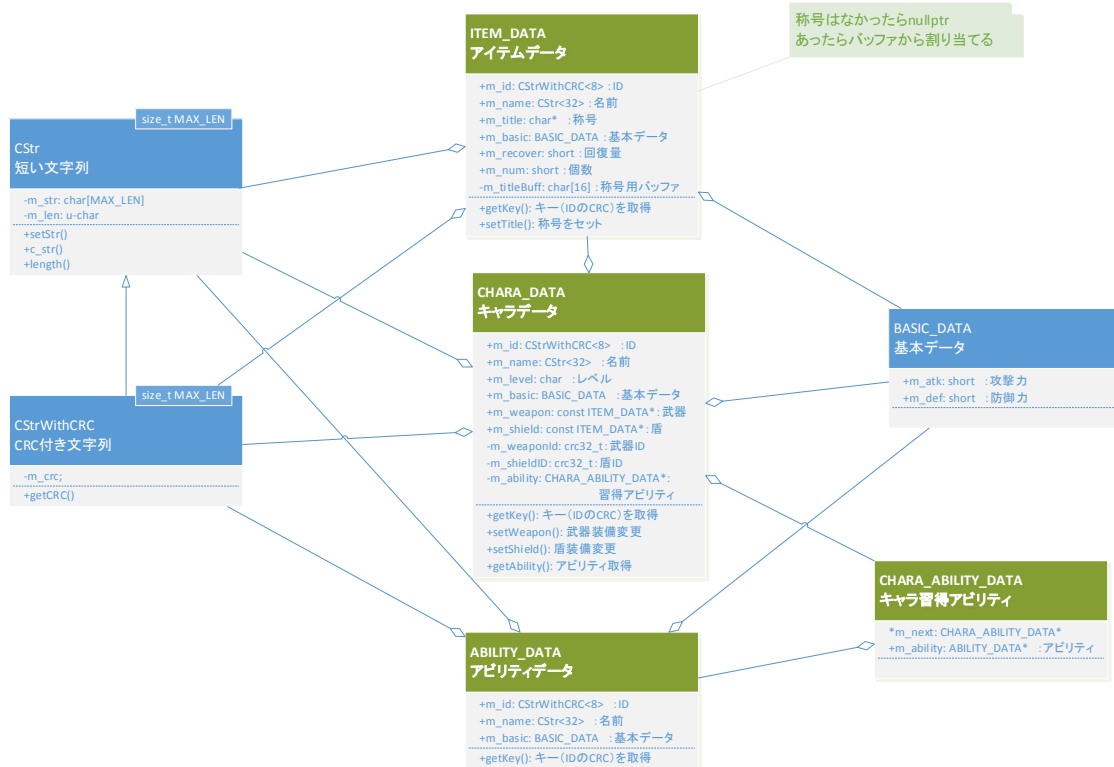 称号はなかったらnullptr
あったらバッファから割り当てる
ITEM_DATA
アイテムデータ
+m_id: CStrWithCRC<8> : ID
+m_name: CStr<32> : 名前
+m_title: char* : 称号
+m_basic: BASIC_DATA : 基本データ
+m_recover: short : 回復量
+m_num: short : 個数
-m_titleBuff: char[16] : 称号用バッファ
+getKey(): キー(IDのCRC)を取得
+setTitle(): 称号をセット
size_t MAX_LEN
CStr
短い文字列
-m_str: char[MAX_LEN]
-m_len: u-char
+setStr()
+c_str()
+length()
CHARA_DATA
キャラデータ
+m_id: CStrWithCRC<8> : ID
+m_name: CStr<32> : 名前
+m_level: char : レベル
+m_basic: BASIC_DATA : 基本データ
+m_weapon: const ITEM_DATA* : 武器
+m_shield: const ITEM_DATA* : 盾
-m_weaponId: crc32_t : 武器ID
-m_shieldID: crc32_t : 盾ID
-m_ability: CHARA_ABILITY_DATA* :
習得アビリティ
+getKey(): キー(IDのCRC)を取得
+setWeapon(): 武器装備変更
+setShield(): 盾装備変更
+getAbility(): アビリティ取得
BASIC_DATA
基本データ
+m_atk: short : 攻撃力
+m_def: short : 防御力
size_t MAX_LEN
CStrWithCRC
CRC付き文字列
-m_crc;
+getCRC()
CHARA_ABILITY_DATA
キャラ習得アビリティ
*m_next: CHARA_ABILITY_DATA*
+m_ability: ABILITY_DATA* : アビリティ
ABILITY_DATA
アビリティデータ
+m_id: CStrWithCRC<8> : ID
+m_name: CStr<32> : 名前
+m_basic: BASIC_DATA : 基本データ
+getKey(): キー(IDのCRC)を取得